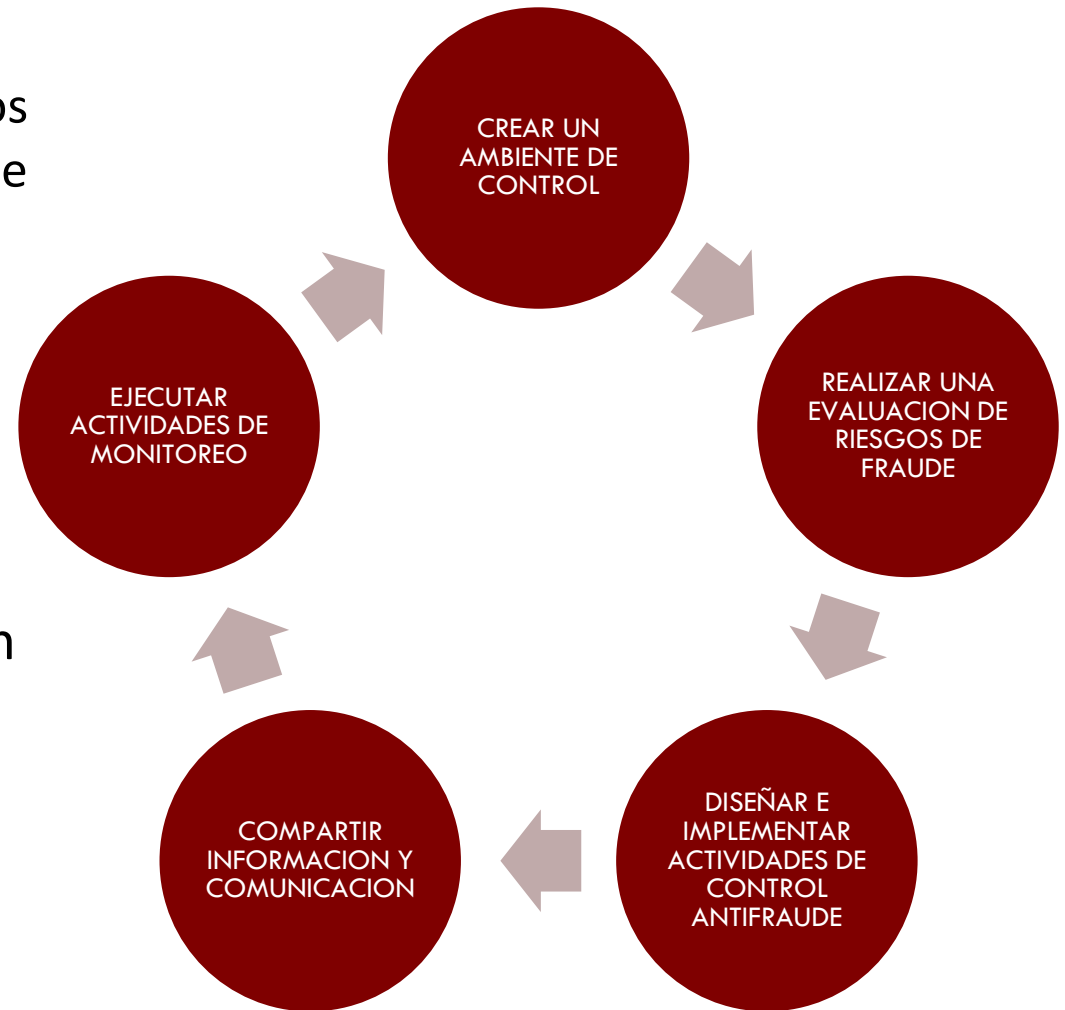 os
e
n
CREAR UN
AMBIENTE DE
CONTROL
REALIZAR UNA
EVALUACION DE
RIESGOS DE
FRAUDE
DISEÑAR E
IMPLEMENTAR
ACTIVIDADES DE
CONTROL
ANTIFRAUDE
COMPARTIR
INFORMACION Y
COMUNICACION
EJECUTAR
ACTIVIDADES DE
MONITOREO